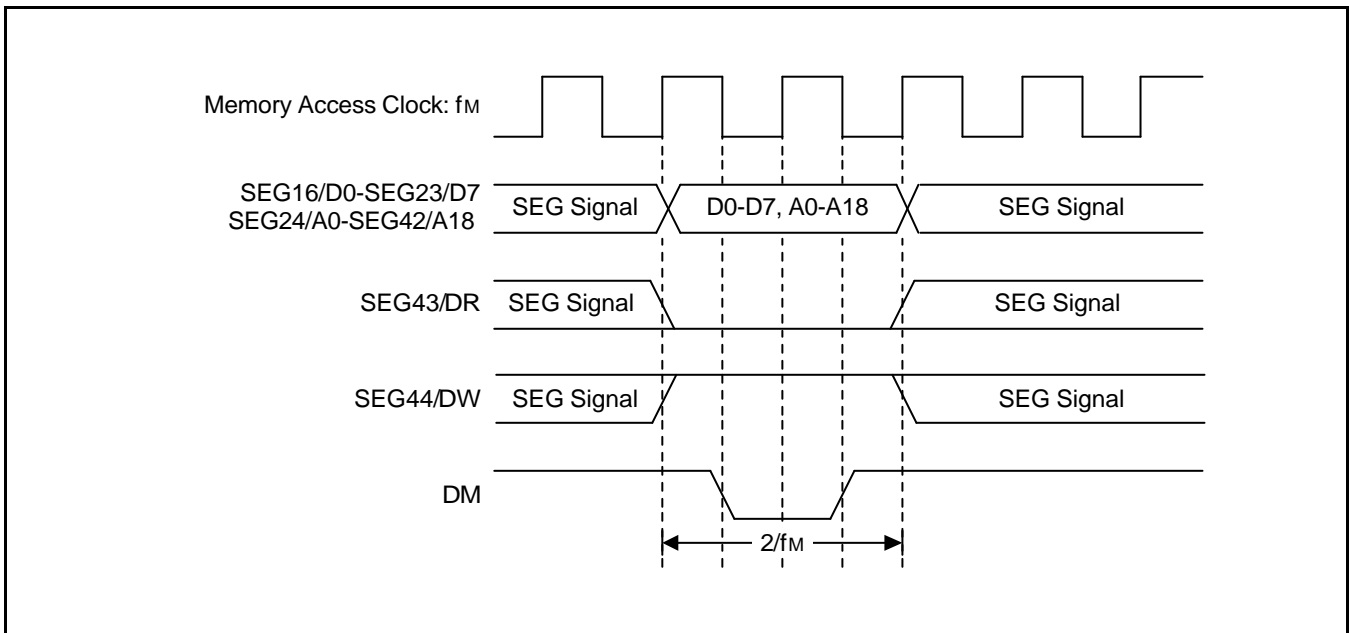 Memory Access Clock: fM
SEG16/D0-SEG23/D7
SEG24/A0-SEG42/A18
SEG Signal
D0-D7, A0-A18
SEG Signal
SEG43/DR
SEG Signal
SEG Signal
SEG44/DW
SEG Signal
SEG Signal
DM
2/fM